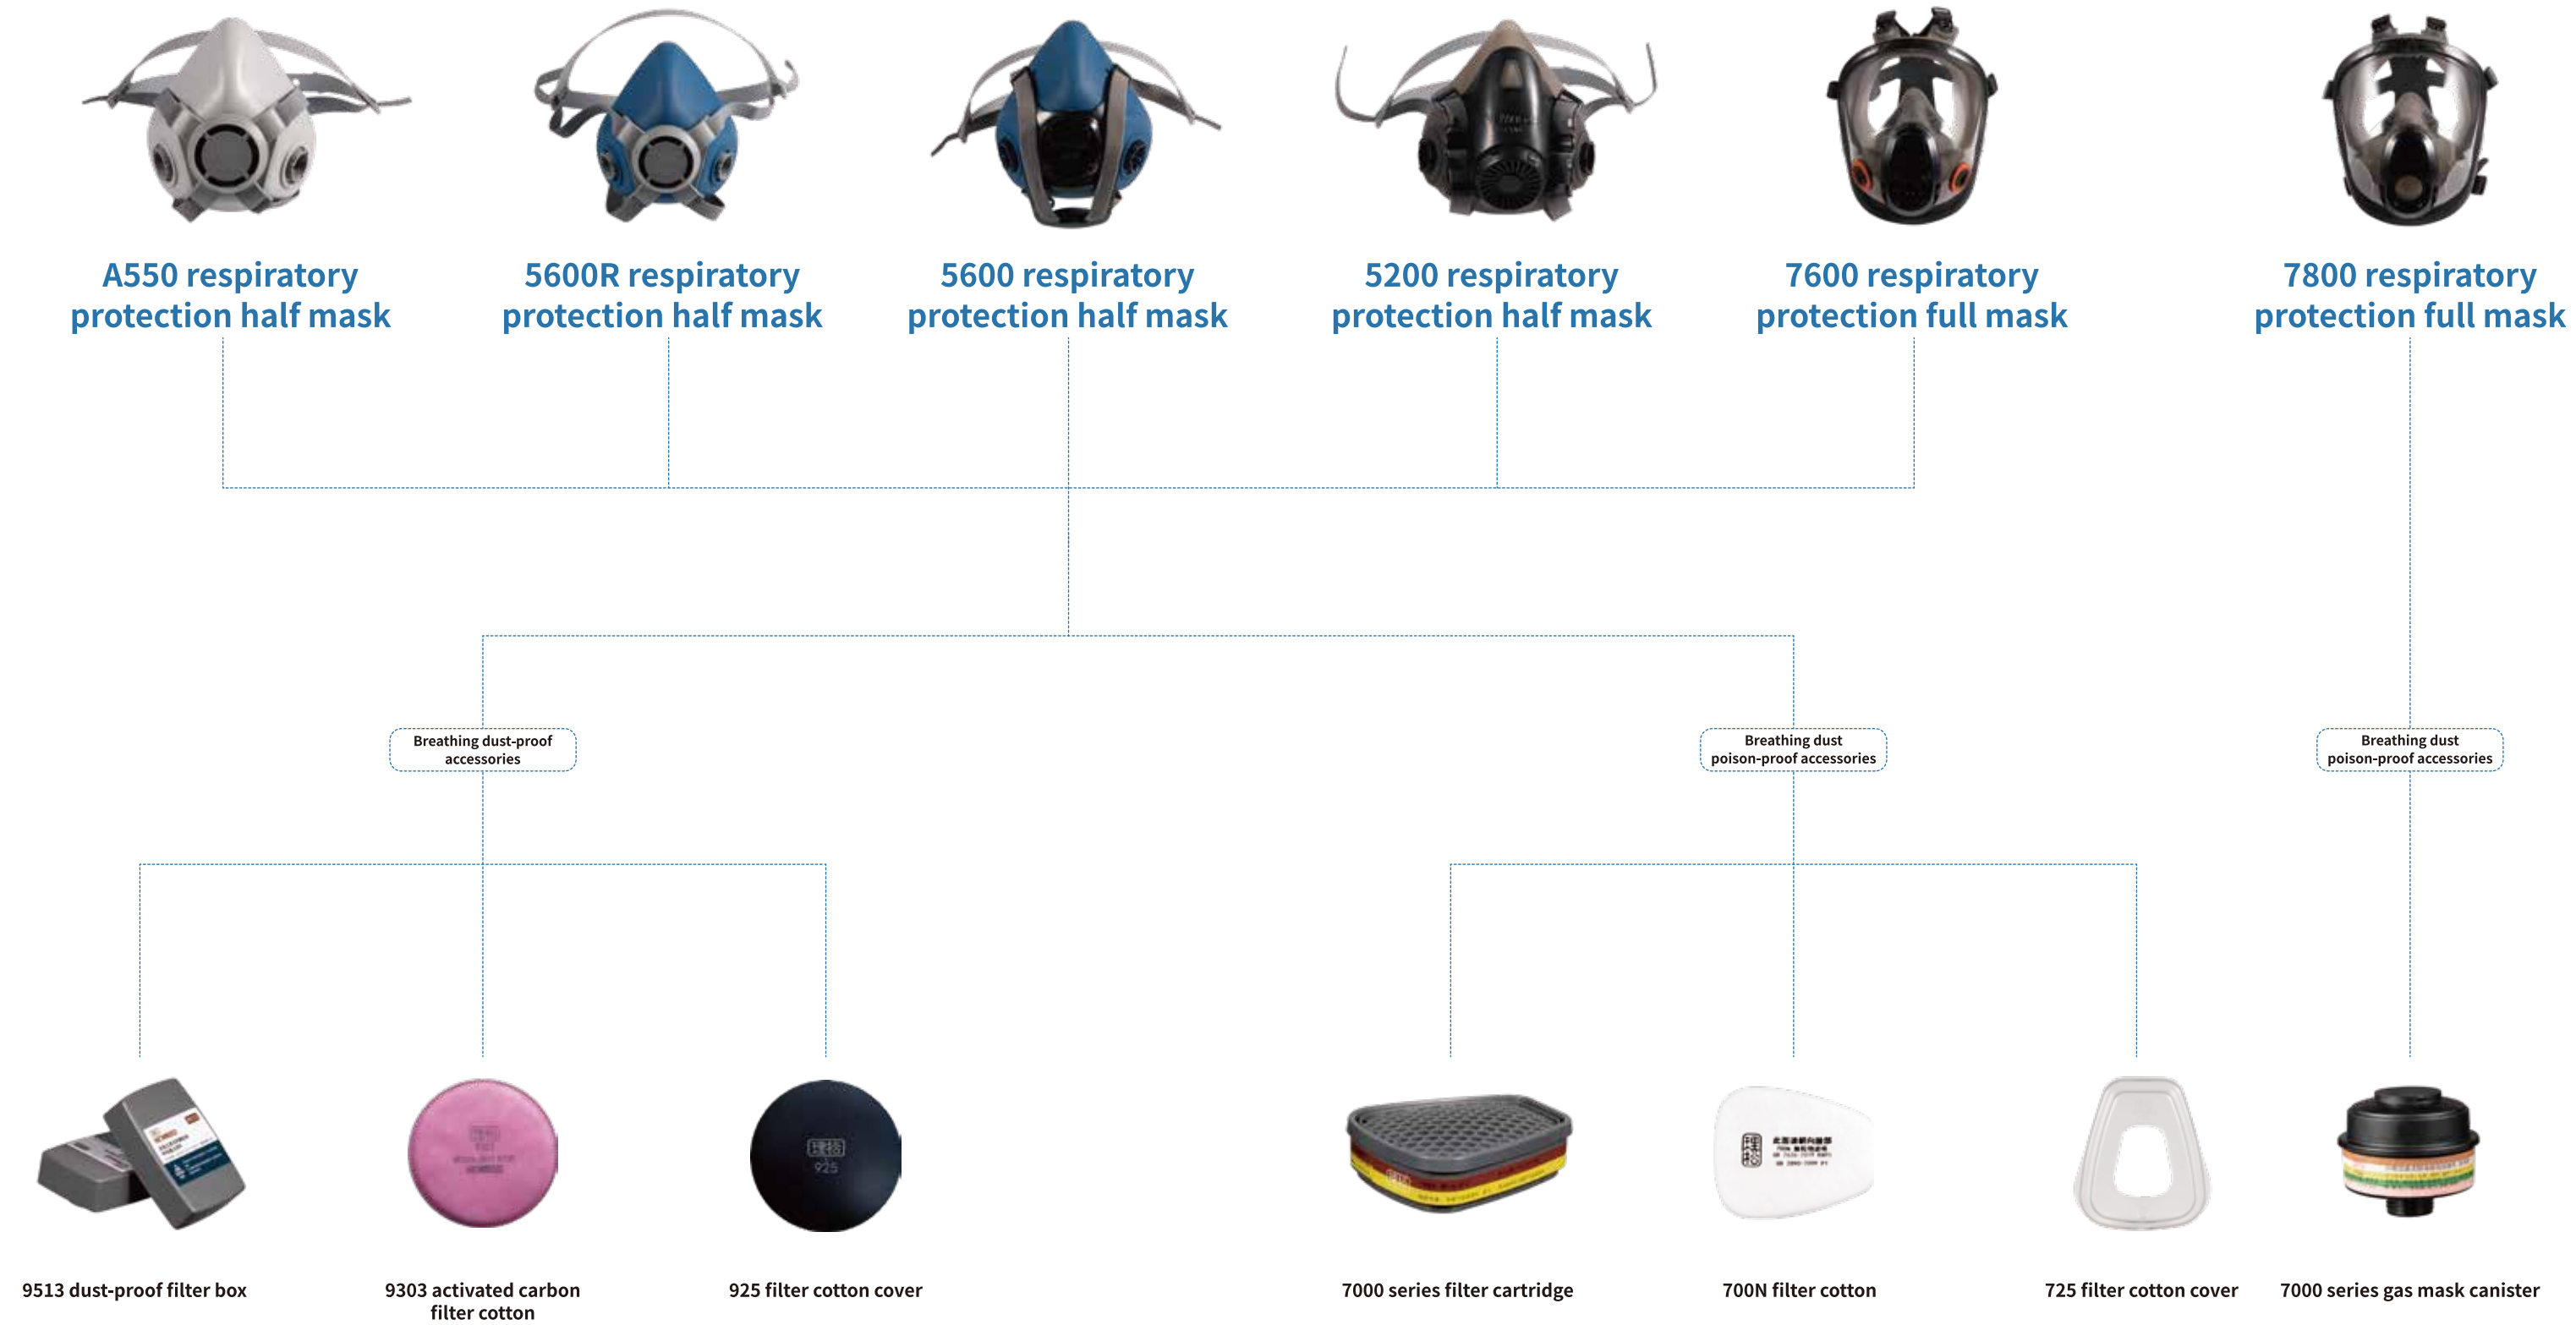 A550 respiratory
protection half mask
5600R respiratory
protection half mask
5600 respiratory
protection half mask
5200 respiratory
protection half mask
7600 respiratory
protection full mask
7800 respiratory
protection full mask
Breathing dust-proof
accessories
Breathing dust
poison-proof accessories
Breathing dust
poison-proof accessories
925
9513 dust-proof filter box
9303 activated carbon
filter cotton
925 filter cotton cover
7000 series filter cartridge
700N filter cotton
725 filter cotton cover
7000 series gas mask canister